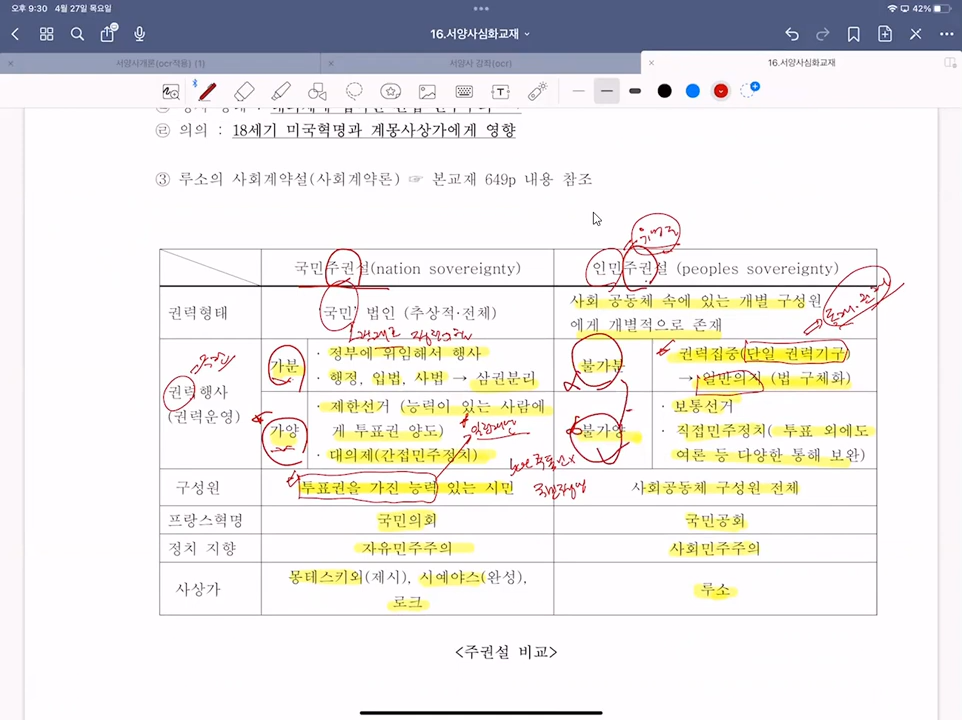 오후 9:30 4월 27일 목요일
42%
16.서양사심화교재
서양사개론(ocr적용) (1)
서양사 강좌(ocr)
16.서양사심화교재
㉣ 의의 : 18세기 미국혁명과 계몽사상가에게 영향
③ 루소의 사회계약설(사회계약론) ☞ 본교재 649p 내용 참조
국민주권설(nation sovereignty)
인민주권설 (peoples sovereignty)
권력형태
'국민' 법인 (추상적·전체)
사회 공동체 속에 있는 개별 구성원
에게 개별적으로 존재
권력행사
(권력운영)
가분
· 정부에 위임해서 행사
· 행정, 입법, 사법 → 삼권분리
불가분
권력집중(단일 권력기구)
→ 일반의지 (법 구체화)
가양
· 제한선거 (능력이 있는 사람에
게 투표권 양도)
· 대의제(간접민주정치)
불가양
· 보통선거
· 직접민주정치( 투표 외에도
여론 등 다양한 통해 보완)
구성원
투표권을 가진 능력 있는 시민
사회공동체 구성원 전체
프랑스혁명
국민의회
국민공회
정치 지향
자유민주주의
사회민주주의
사상가
몽테스키외(제시), 시예야스(완성),
로크
루소
<주권설 비교>